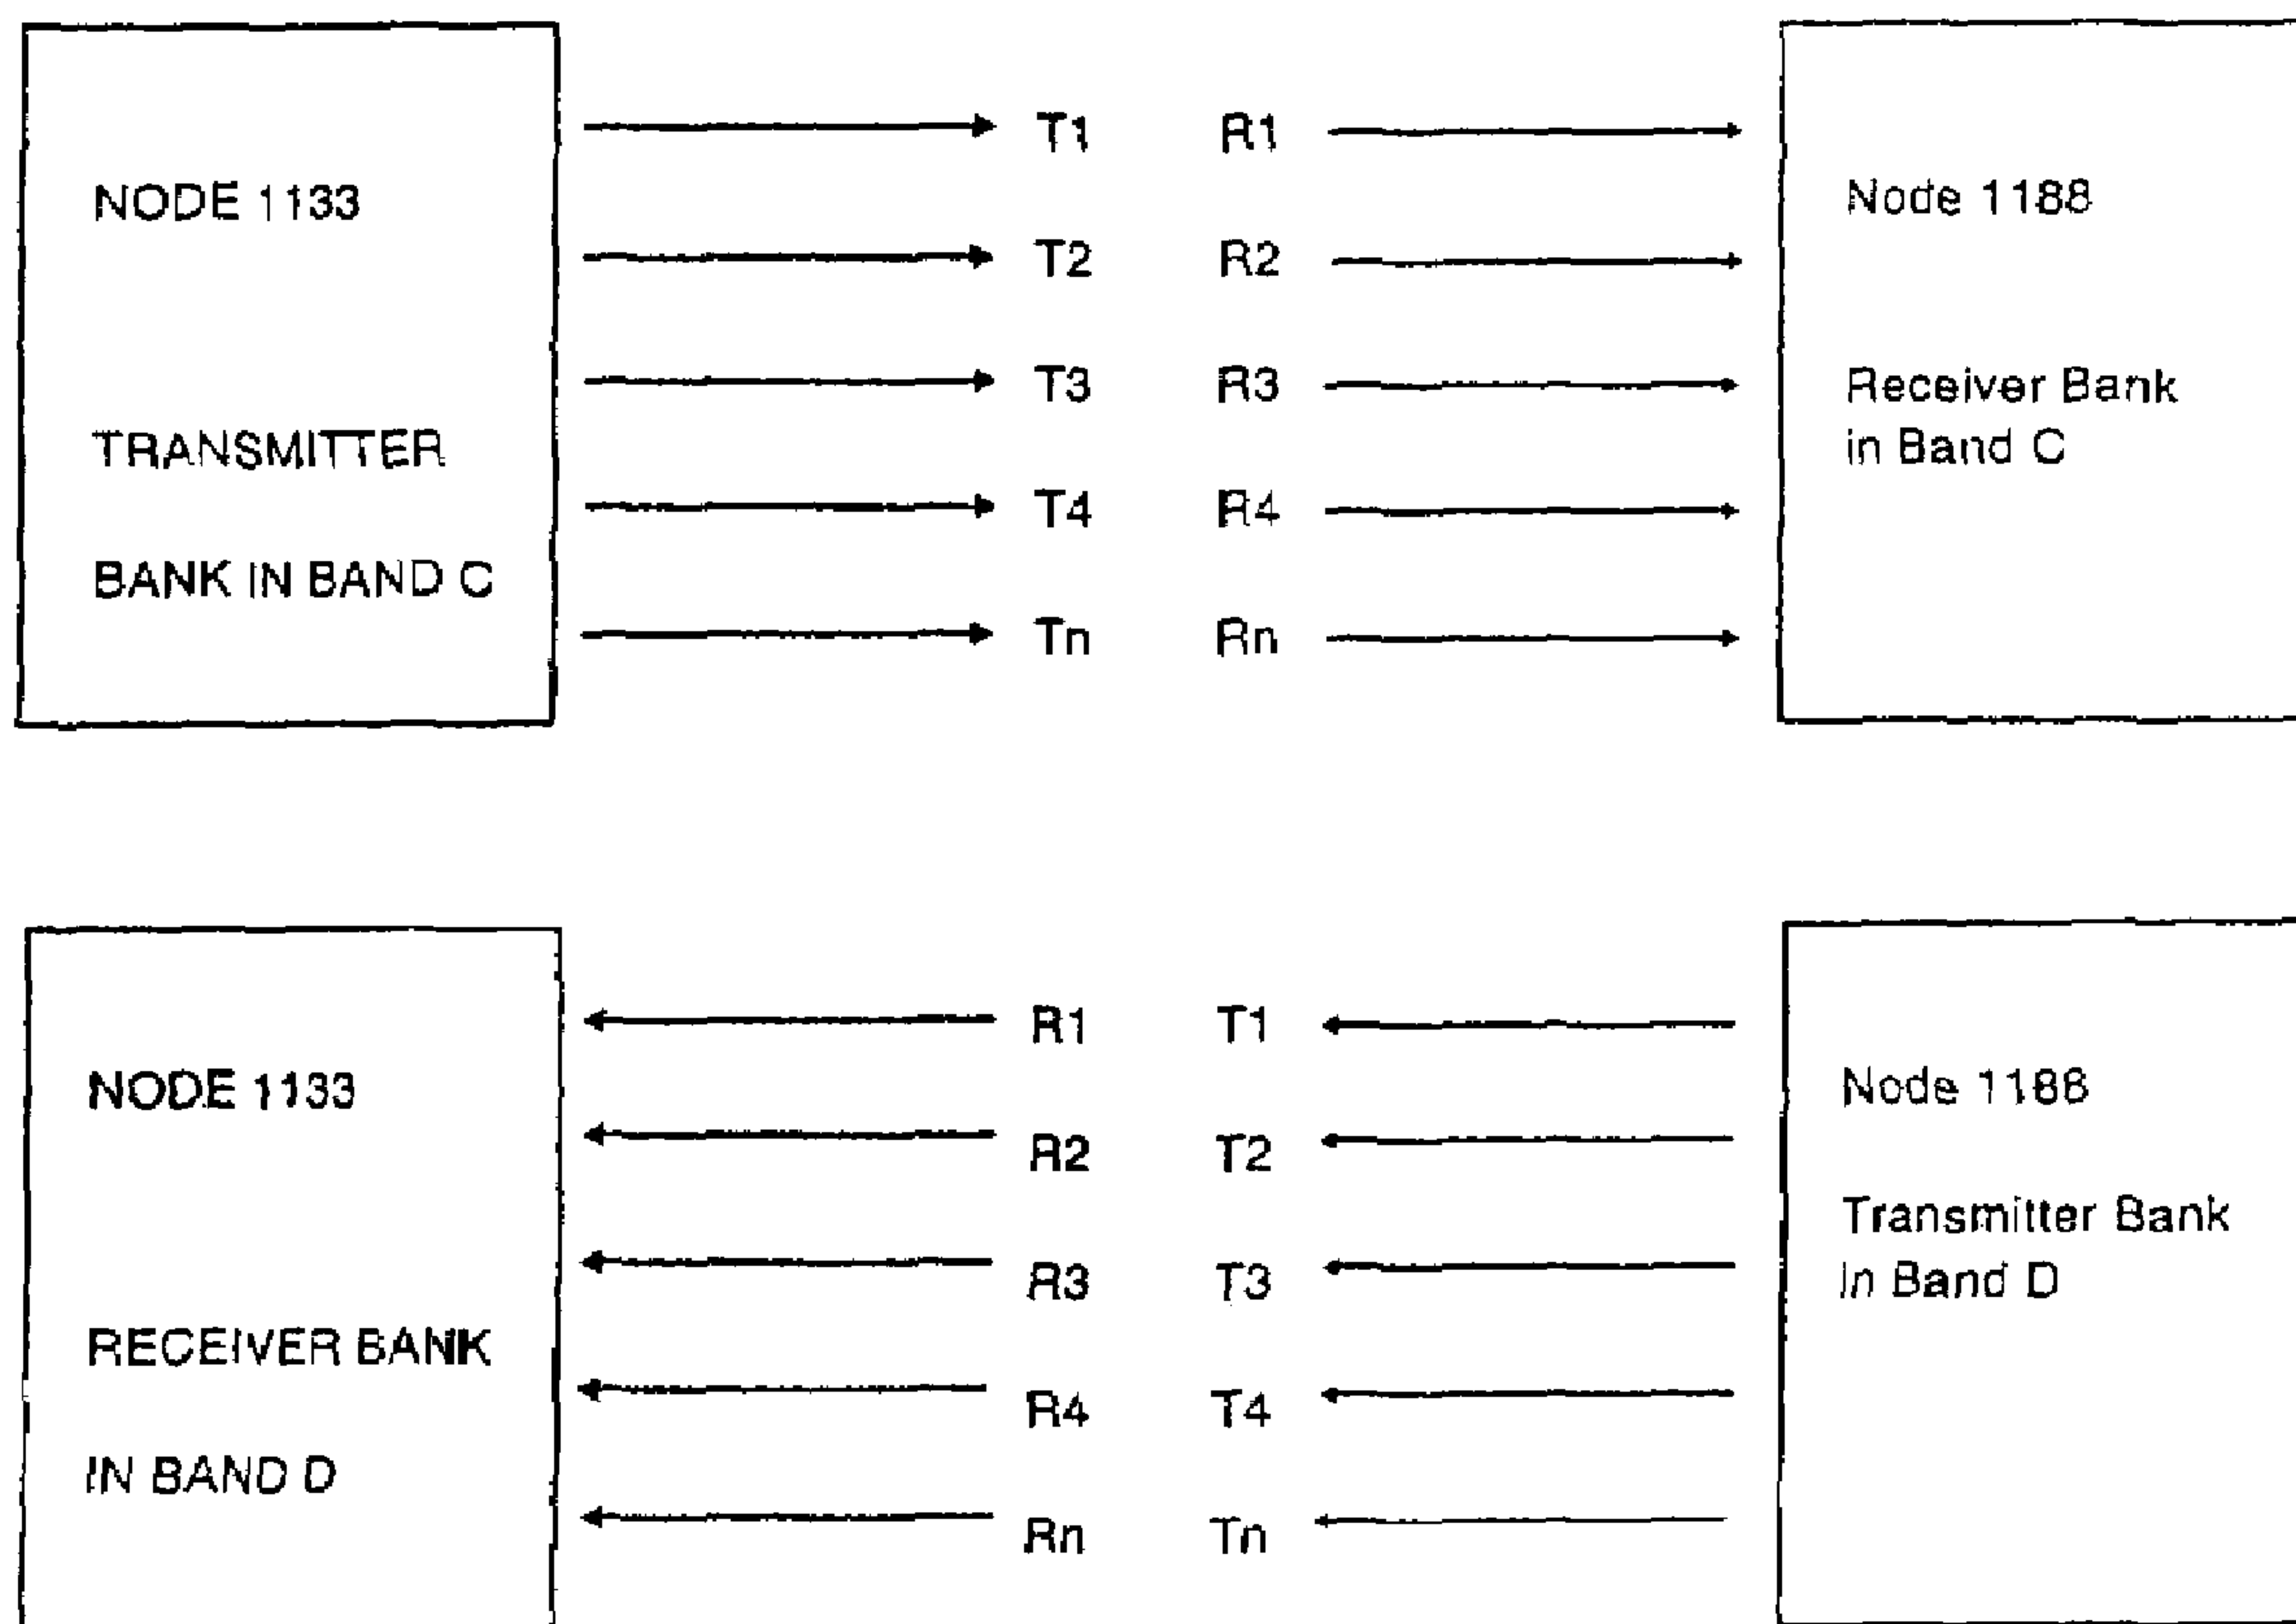 NODE 1133
TRANSMITTER
BANK IN BAND C
T1 R1
T2 R2
T3 R3
T4 R4
Tn Rn
Node 1188
Receiver Bank
in Band C
NODE 1133
RECEIVER BANK
IN BAND D
R1 T1
R2 T2
R3 T3
R4 T4
Rn Tn
Node 1188
Transmitter Bank
in Band D